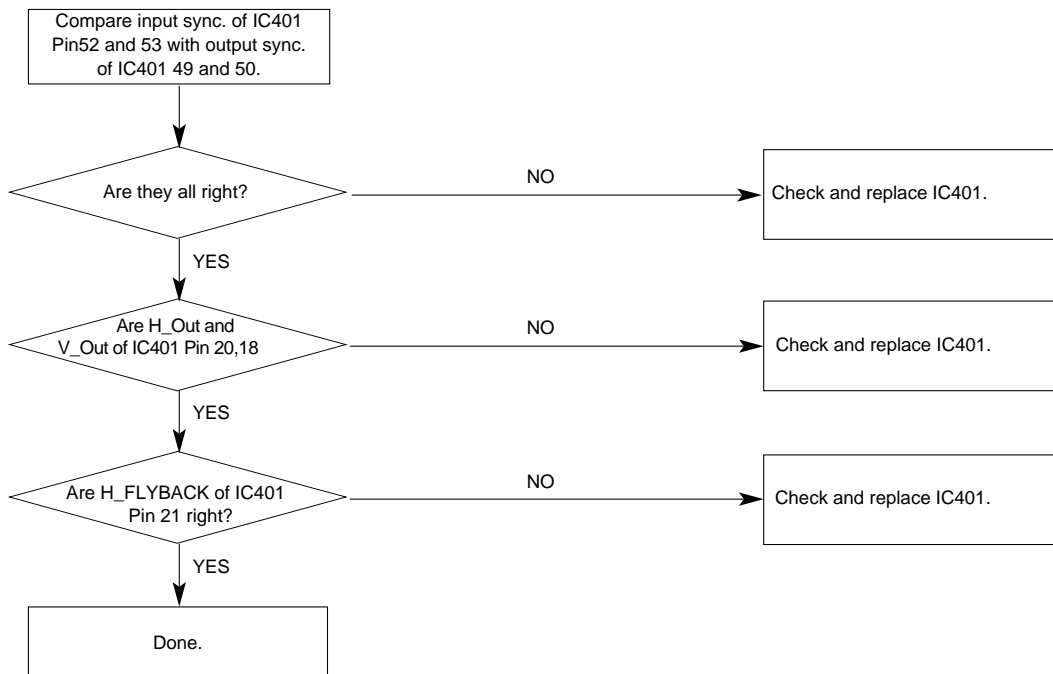 Compare input sync. of IC401
Pin52 and 53 with output sync.
of IC401 49 and 50.
Are they all right?
NO
Check and replace IC401.
YES
Are H_Out and
V_Out of IC401 Pin 20,18
NO
Check and replace IC401.
YES
Are H_FLYBACK of IC401
Pin 21 right?
NO
Check and replace IC401.
YES
Done.